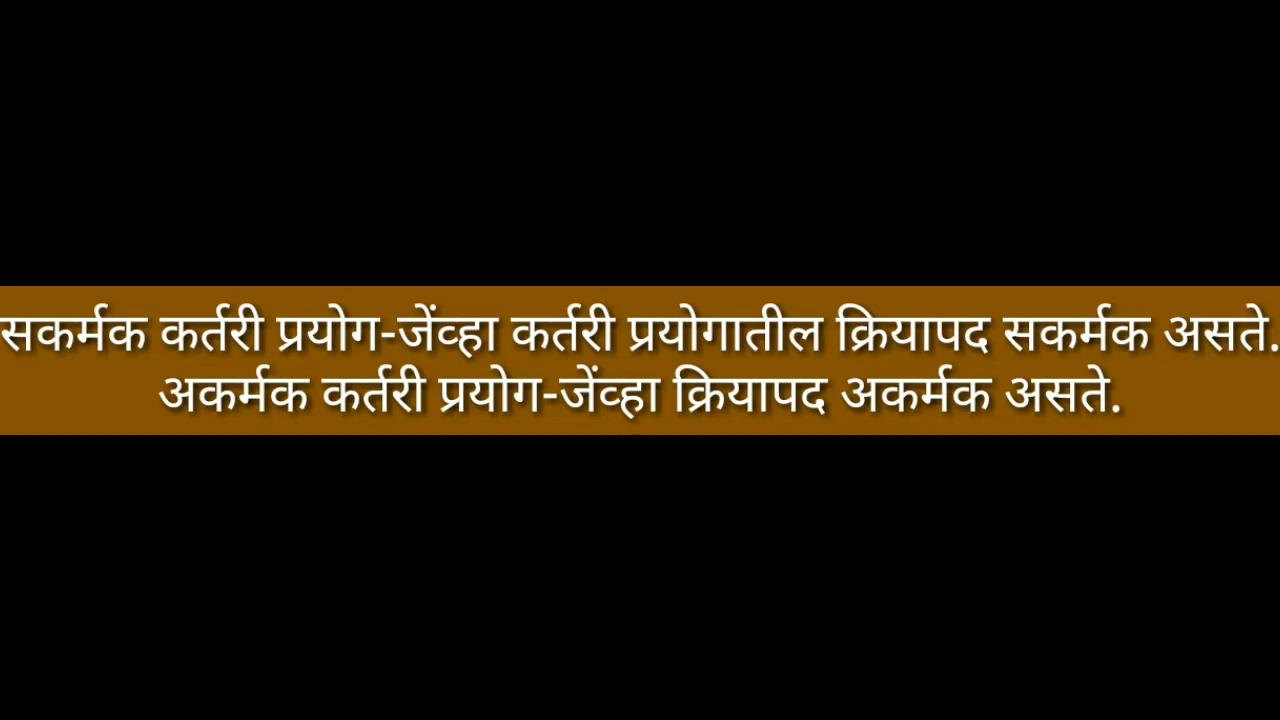 सकर्मक कर्तरी प्रयोग-जेंव्हा कर्तरी प्रयोगातील क्रियापद सकर्मक असते.
अकर्मक कर्तरी प्रयोग-जेंव्हा क्रियापद अकर्मक असते.